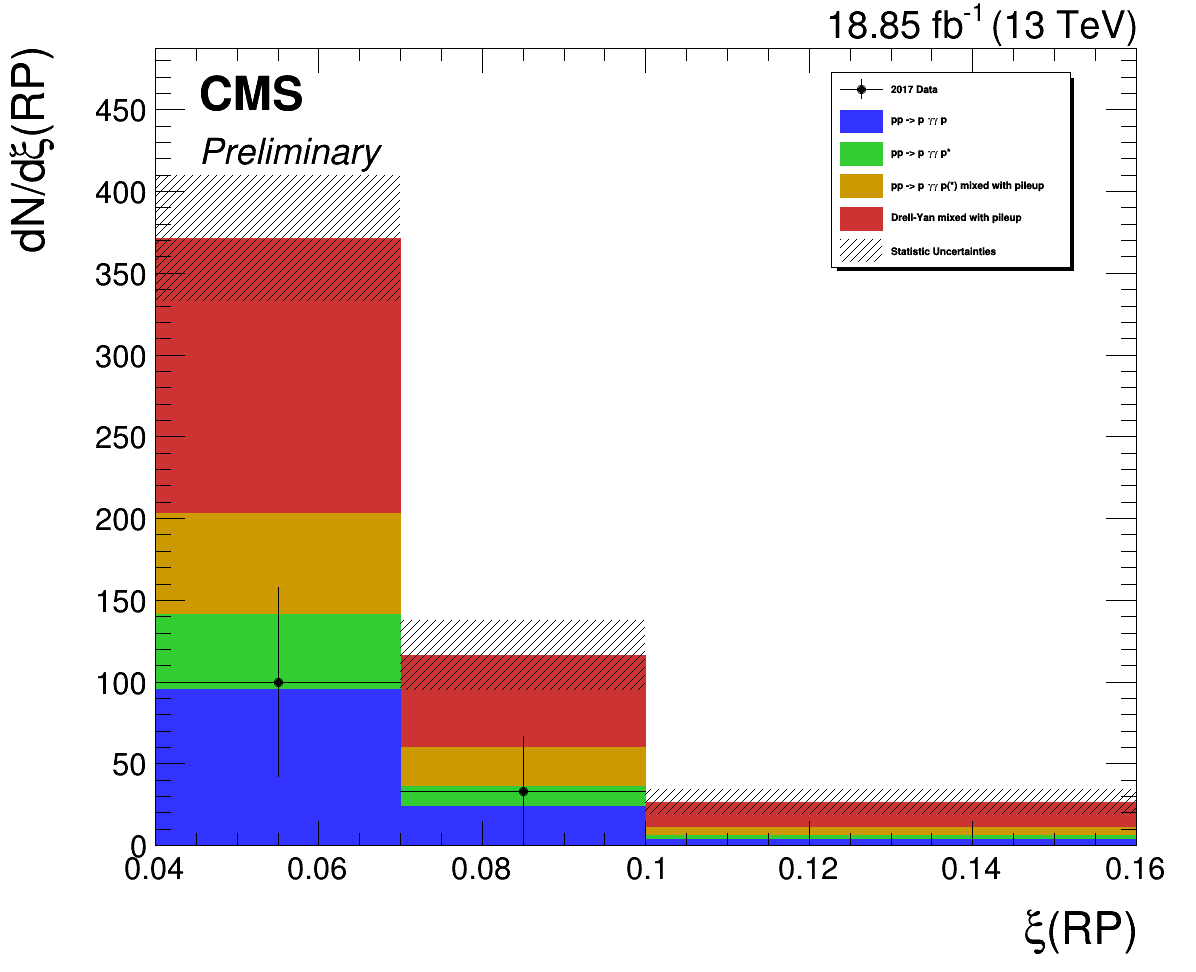 18.85 fb⁻¹ (13 TeV)
dN/dξ(RP)
CMS
Preliminary
2017 Data
pp -> p γγ p
pp -> p γγ p*
pp -> p γγ p(*) mixed with pileup
Drell-Yan mixed with pileup
Statistic Uncertainties
450
400
350
300
250
200
150
100
50
0
0.04 0.06 0.08 0.1 0.12 0.14 0.16
ξ(RP)